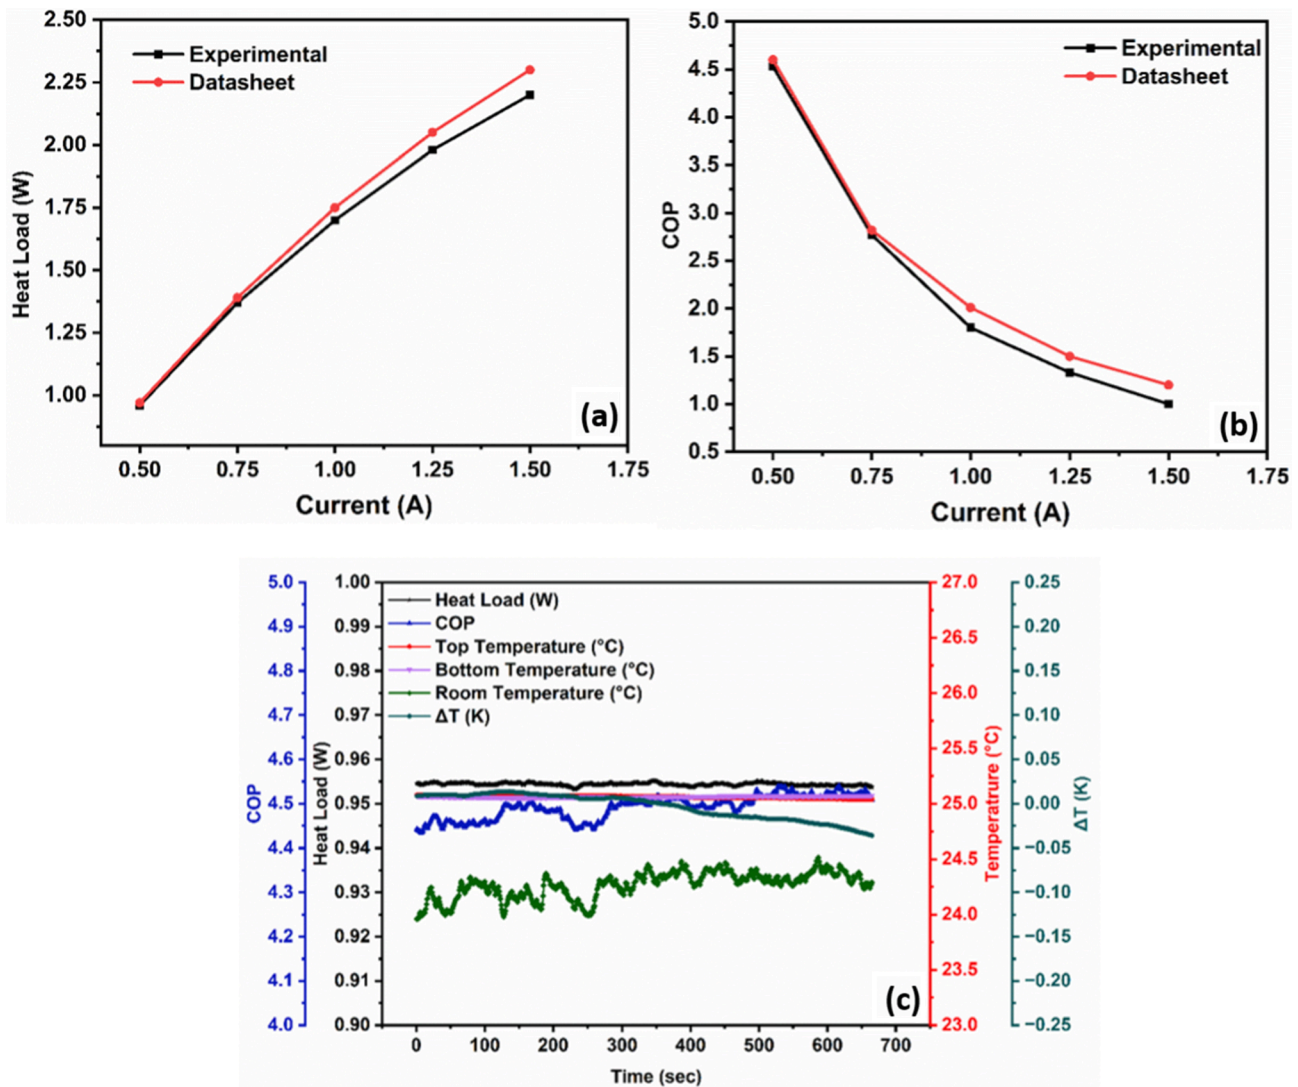 2.50
2.25
2.00
1.75
1.50
1.25
1.00
Heat Load (W)
Experimental
Datasheet
(a)
0.50 0.75 1.00 1.25 1.50 1.75
Current (A)
5.0
4.5
4.0
3.5
3.0
2.5
2.0
1.5
1.0
0.5
COP
Experimental
Datasheet
(b)
0.50 0.75 1.00 1.25 1.50 1.75
Current (A)
5.0
4.9
4.8
4.7
4.6
4.5
4.4
4.3
4.2
4.1
4.0
COP
1.00
0.99
0.98
0.97
0.96
0.95
0.94
0.93
0.92
0.91
0.90
Heat Load (W)
Heat Load (W)
COP
Top Temperature (°C)
Bottom Temperature (°C)
Room Temperature (°C)
ΔT (K)
(c)
27.0
26.5
26.0
25.5
25.0
24.5
24.0
23.5
23.0
Temperatrure (°C)
0.25
0.20
0.15
0.10
0.05
0.00
−0.05
−0.10
−0.15
−0.20
−0.25
ΔT (K)
0 100 200 300 400 500 600 700
Time (sec)